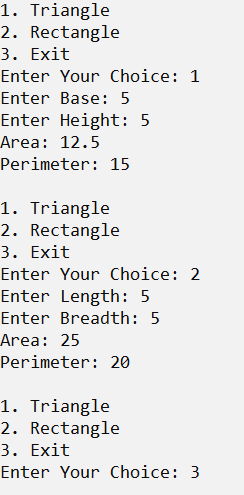 1. Triangle
2. Rectangle
3. Exit
Enter Your Choice: 1
Enter Base: 5
Enter Height: 5
Area: 12.5
Perimeter: 15
1. Triangle
2. Rectangle
3. Exit
Enter Your Choice: 2
Enter Length: 5
Enter Breadth: 5
Area: 25
Perimeter: 20
1. Triangle
2. Rectangle
3. Exit
Enter Your Choice: 3